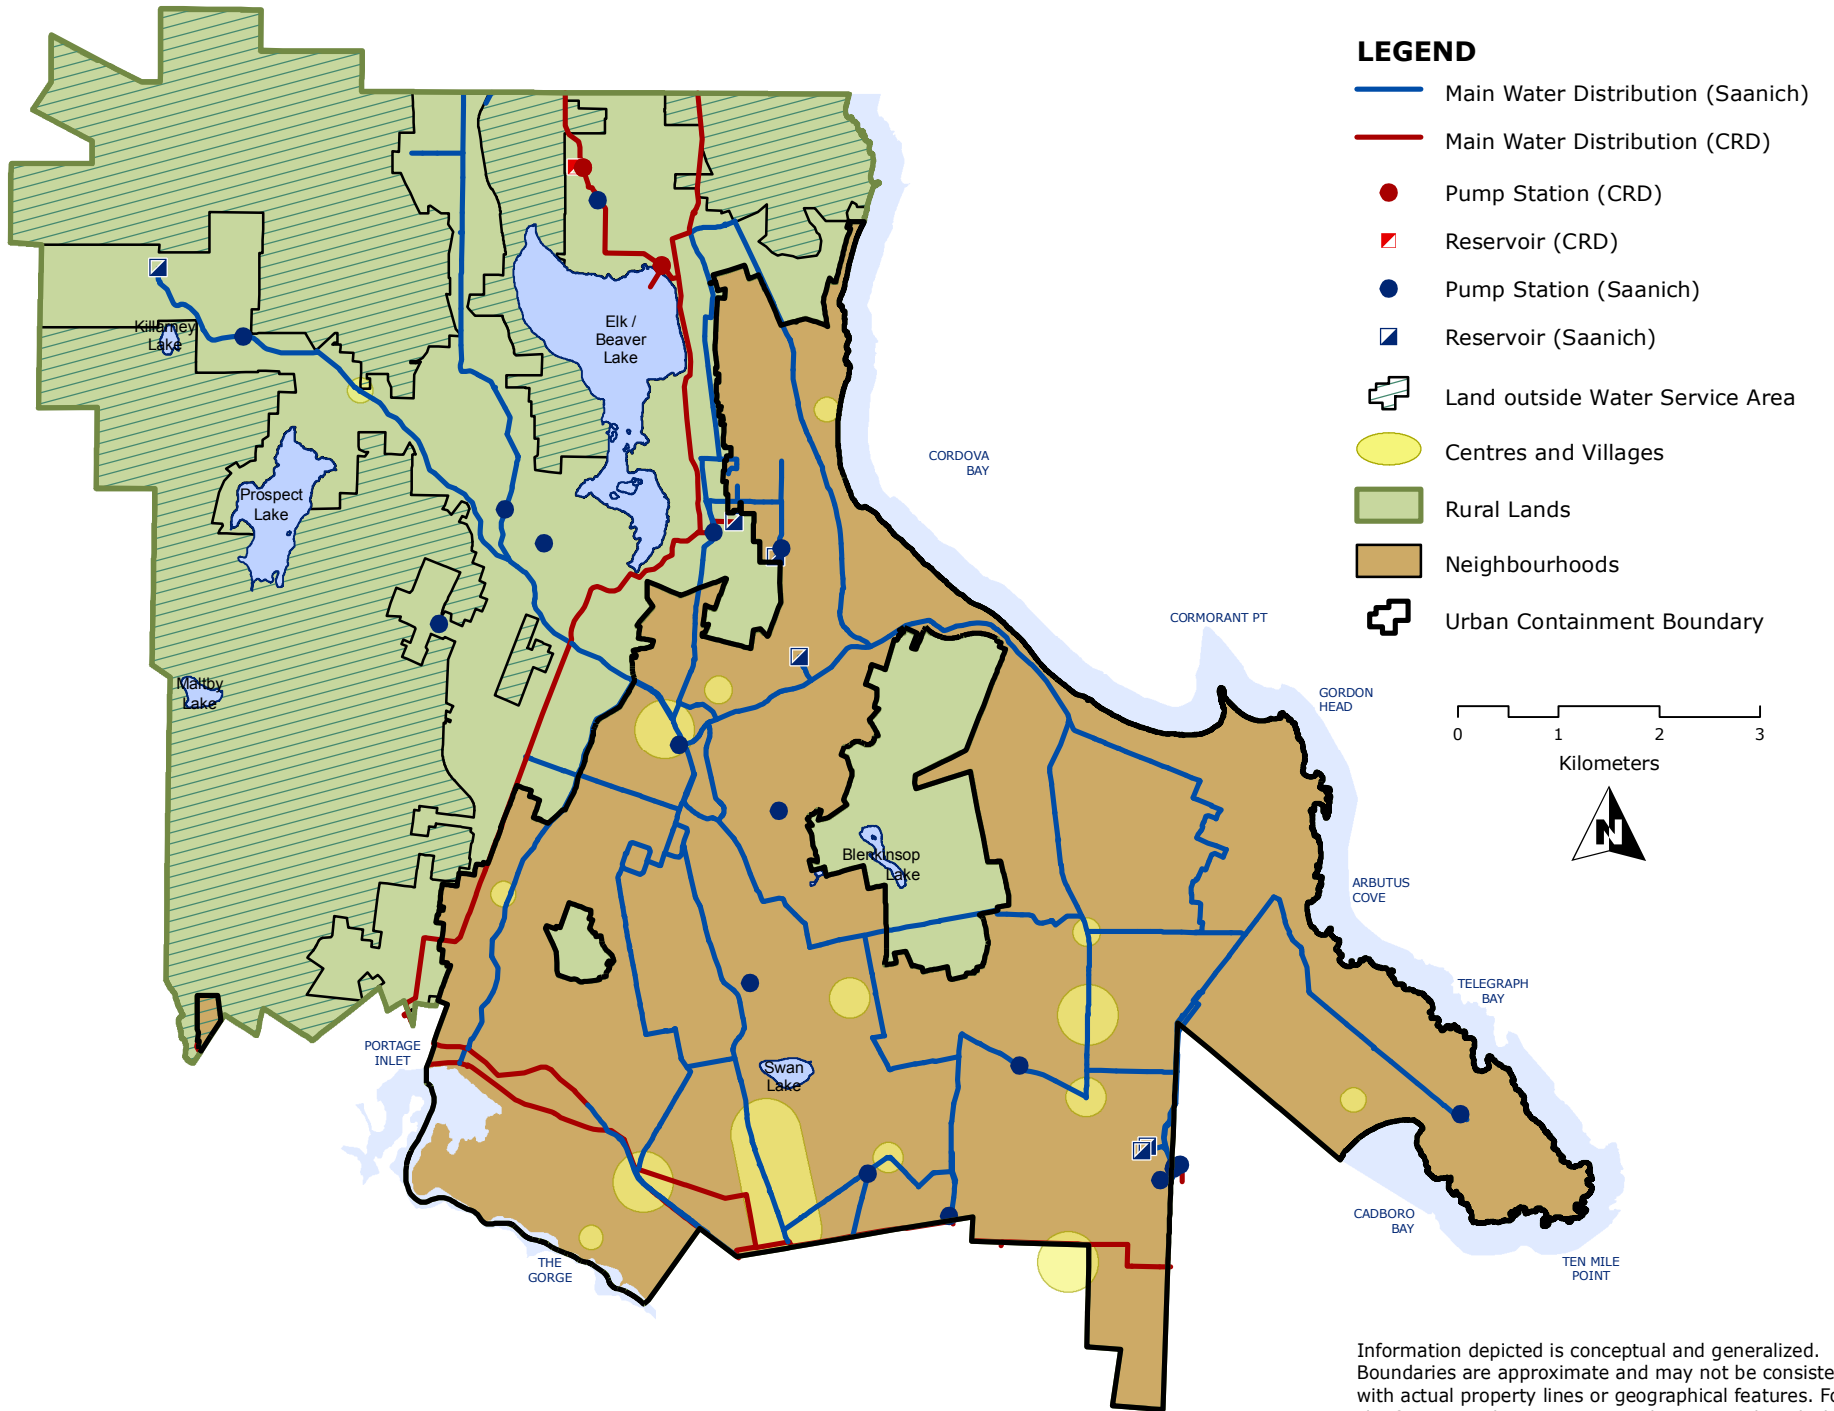 LEGEND
Main Water Distribution (Saanich)
Main Water Distribution (CRD)
Pump Station (CRD)
Reservoir (CRD)
Pump Station (Saanich)
Reservoir (Saanich)
Land outside Water Service Area
Centres and Villages
Rural Lands
Neighbourhoods
Urban Containment Boundary
0 1 2 3
Kilometers
N
Killarney
Lake
Elk /
Beaver
Lake
Prospect
Lake
Maltby
Lake
Blenkinsop
Lake
Swan
Lake
CORDOVA
BAY
CORMORANT PT
GORDON
HEAD
ARBUTUS
COVE
TELEGRAPH
BAY
PORTAGE
INLET
THE
GORGE
CADBORO
BAY
TEN MILE
POINT
Information depicted is conceptual and generalized.
Boundaries are approximate and may not be consiste
with actual property lines or geographical features. Fo